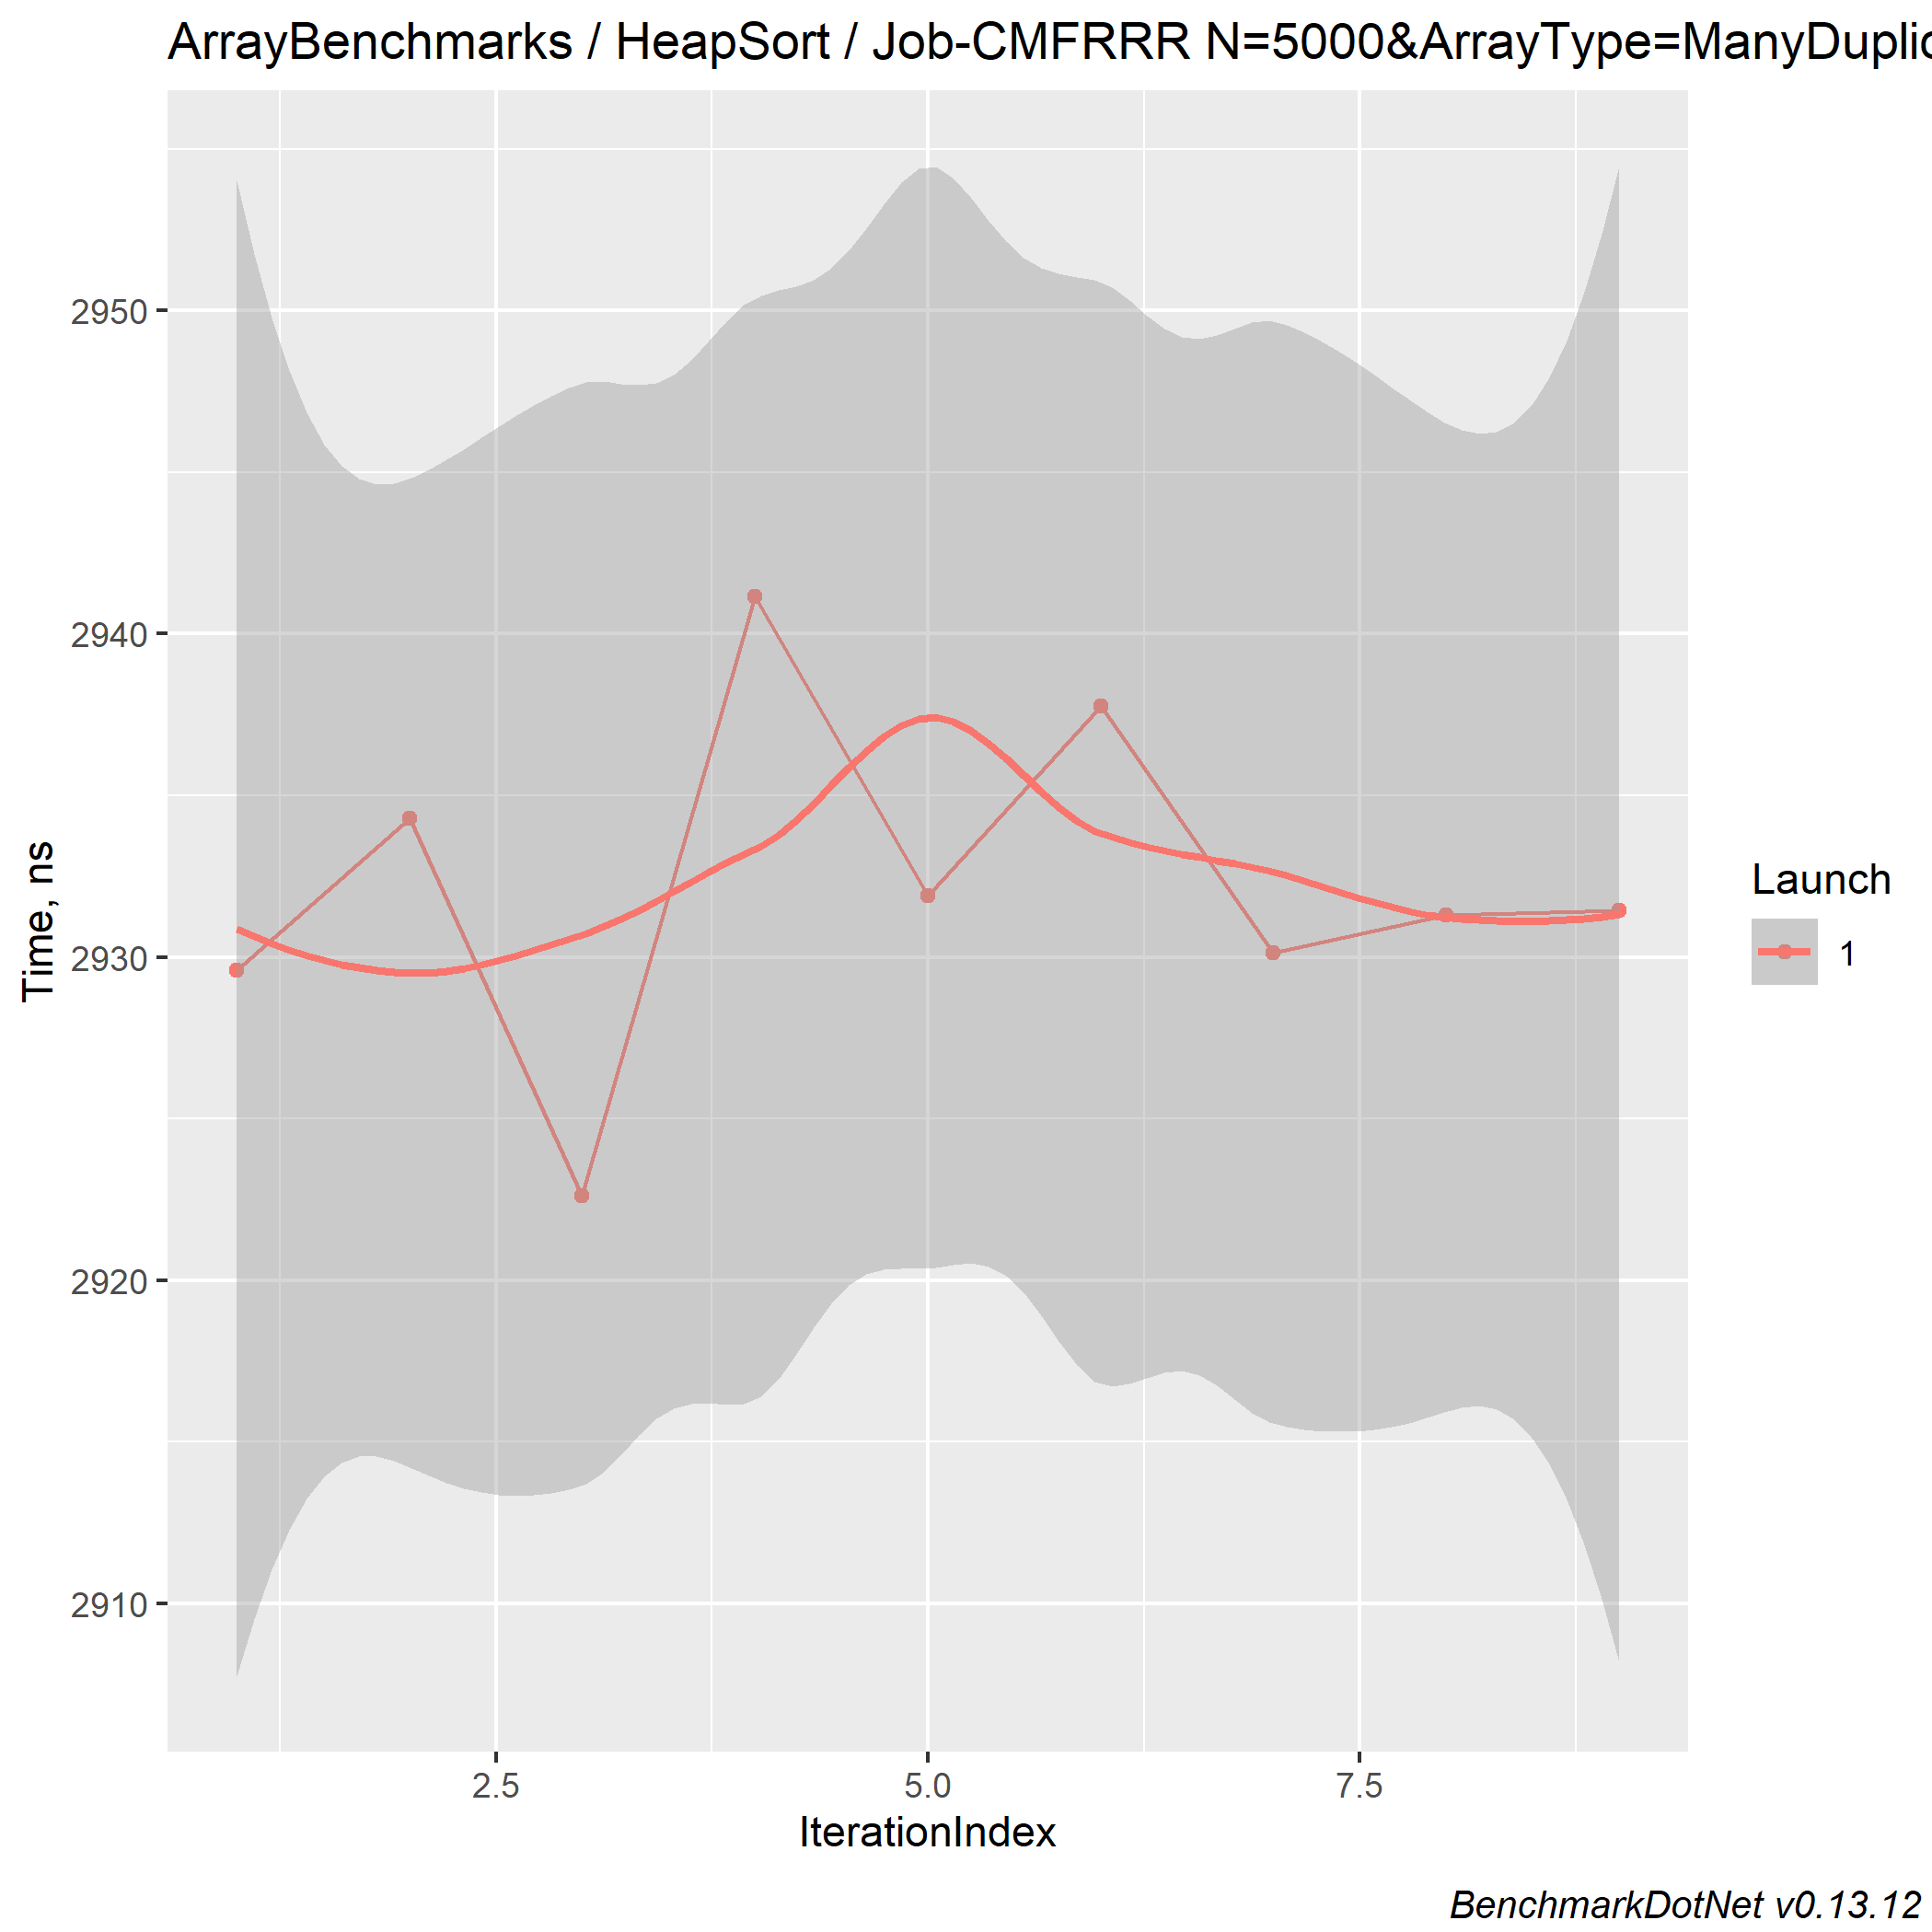 ArrayBenchmarks / HeapSort / Job-CMFRRR N=5000&ArrayType=ManyDuplic
Time, ns
2950
2940
2930
2920
2910
2.5 5.0 7.5
IterationIndex
Launch
1
BenchmarkDotNet v0.13.12